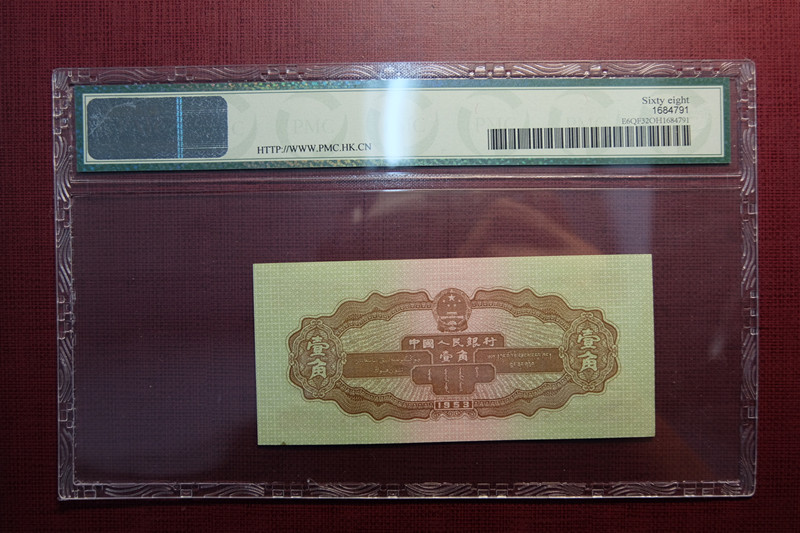 Sixty eight
1684791
E6QF32OH1684791
HTTP://WWW.PMC.HK.CN
中國人民銀行
壹角
壹角
壹角
1953